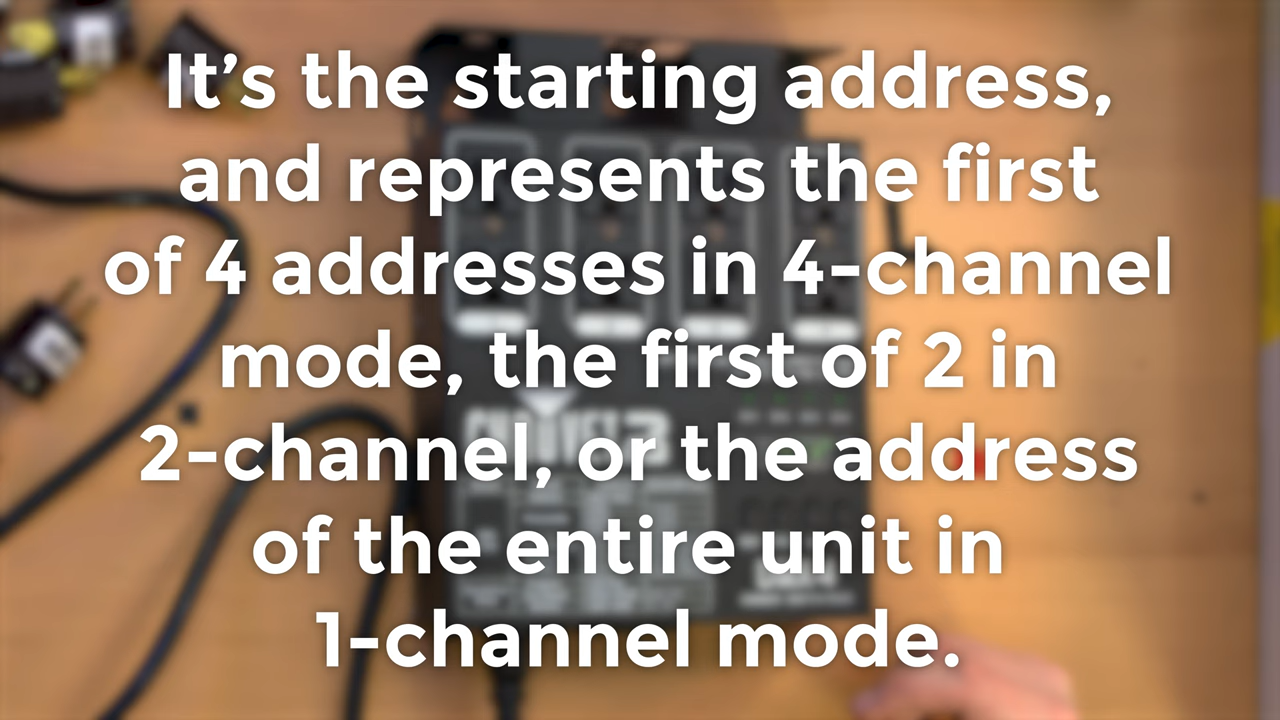 It’s the starting address,
and represents the first
of 4 addresses in 4-channel
mode, the first of 2 in
2-channel, or the address
of the entire unit in
1-channel mode.